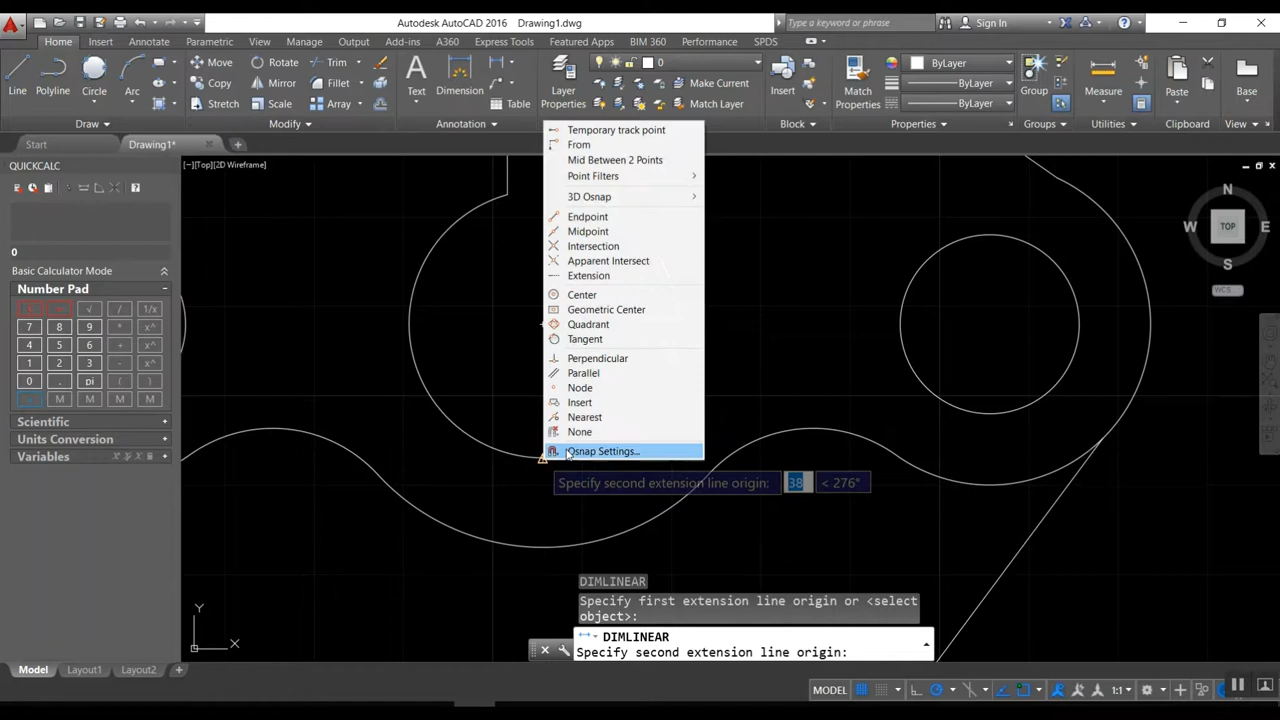 Autodesk AutoCAD 2016 Drawing1.dwg
Type a keyword or phrase
Sign In
Home Insert Annotate Parametric View Manage Output Add-ins A360 Express Tools Featured Apps BIM 360 Performance SPDS
Line Polyline Circle Arc
Move Rotate Trim
Copy Mirror Fillet
Stretch Scale Array
Text Dimension
Table
Layer Properties
0
Make Current
Match Layer
Insert
Match Properties
ByLayer
ByLayer
ByLayer
Group
Measure
Paste
Base
Draw Modify Annotation Block Properties Groups Utilities Clipboard View
Start Drawing1*
QUICKCALC
0
Basic Calculator Mode
Number Pad
C √ / 1/x
7 8 9 * x^
4 5 6 + x^
1 2 3 - x^
0 . pi ( )
M M M
Scientific
Units Conversion
Variables
[−][Top][2D Wireframe]
Temporary track point
From
Mid Between 2 Points
Point Filters
3D Osnap
Endpoint
Midpoint
Intersection
Apparent Intersect
Extension
Center
Geometric Center
Quadrant
Tangent
Perpendicular
Parallel
Node
Insert
Nearest
None
Osnap Settings...
N
W TOP E
S
WCS
Specify second extension line origin: 38 < 276°
Y
X
DIMLINEAR
Specify first extension line origin or <select
object>:
DIMLINEAR
Specify second extension line origin:
Model Layout1 Layout2 +
MODEL
1:1